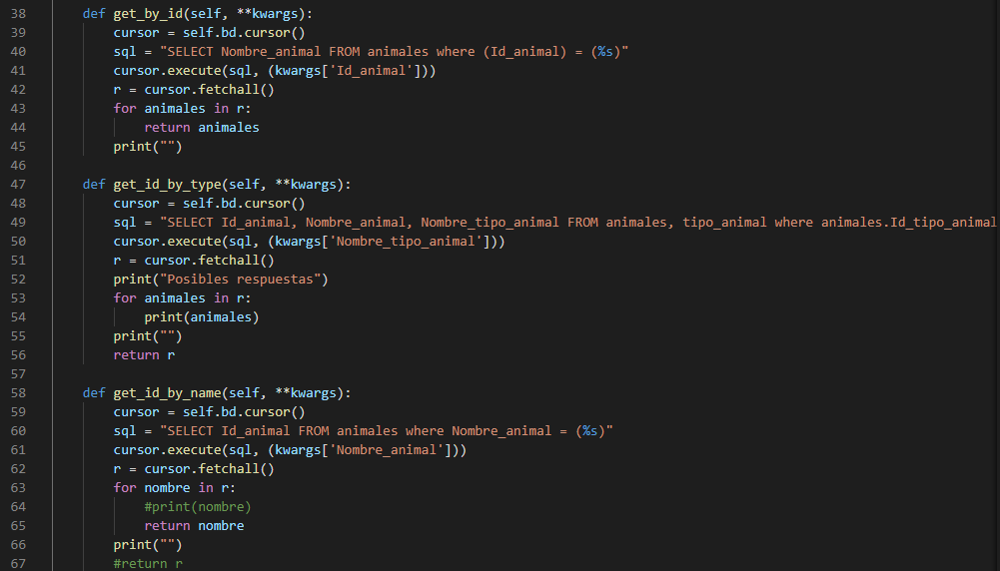 38 def get_by_id(self, **kwargs):
39 cursor = self.bd.cursor()
40 sql = "SELECT Nombre_animal FROM animales where (Id_animal) = (%s)"
41 cursor.execute(sql, (kwargs['Id_animal']))
42 r = cursor.fetchall()
43 for animales in r:
44 return animales
45 print("")
46
47 def get_id_by_type(self, **kwargs):
48 cursor = self.bd.cursor()
49 sql = "SELECT Id_animal, Nombre_animal, Nombre_tipo_animal FROM animales, tipo_animal where animales.Id_tipo_animal
50 cursor.execute(sql, (kwargs['Nombre_tipo_animal']))
51 r = cursor.fetchall()
52 print("Posibles respuestas")
53 for animales in r:
54 print(animales)
55 print("")
56 return r
57
58 def get_id_by_name(self, **kwargs):
59 cursor = self.bd.cursor()
60 sql = "SELECT Id_animal FROM animales where Nombre_animal = (%s)"
61 cursor.execute(sql, (kwargs['Nombre_animal']))
62 r = cursor.fetchall()
63 for nombre in r:
64 #print(nombre)
65 return nombre
66 print("")
67 #return r